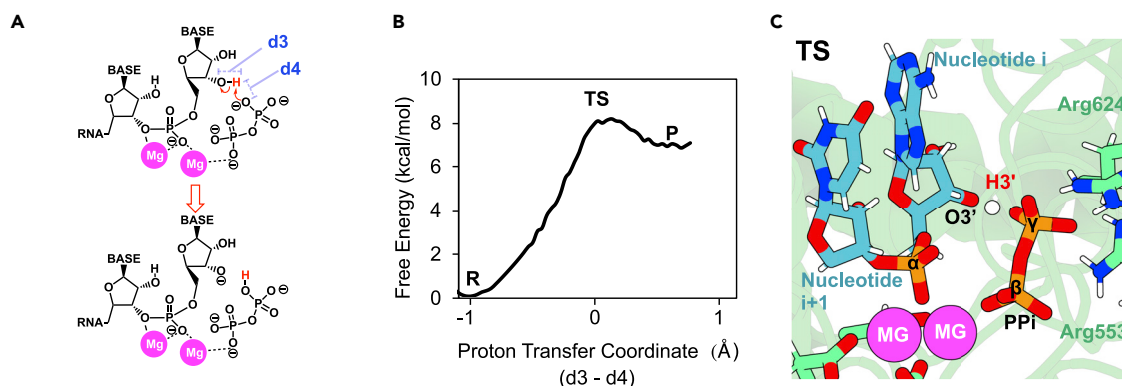 A
BASE
OH
d3
BASE
H
O
O-H
d4
RNA
Mg
Mg
BASE
OH
BASE
H
O
H
RNA
Mg
Mg
B
10
8
6
4
2
0
Free Energy (kcal/mol)
R
TS
P
-1
0
1
Proton Transfer Coordinate (Å)
(d3 - d4)
C
TS
Nucleotide i
Arg624
H3'
O3'
γ
α
β
Nucleotide
i+1
PPi
MG
MG
Arg553